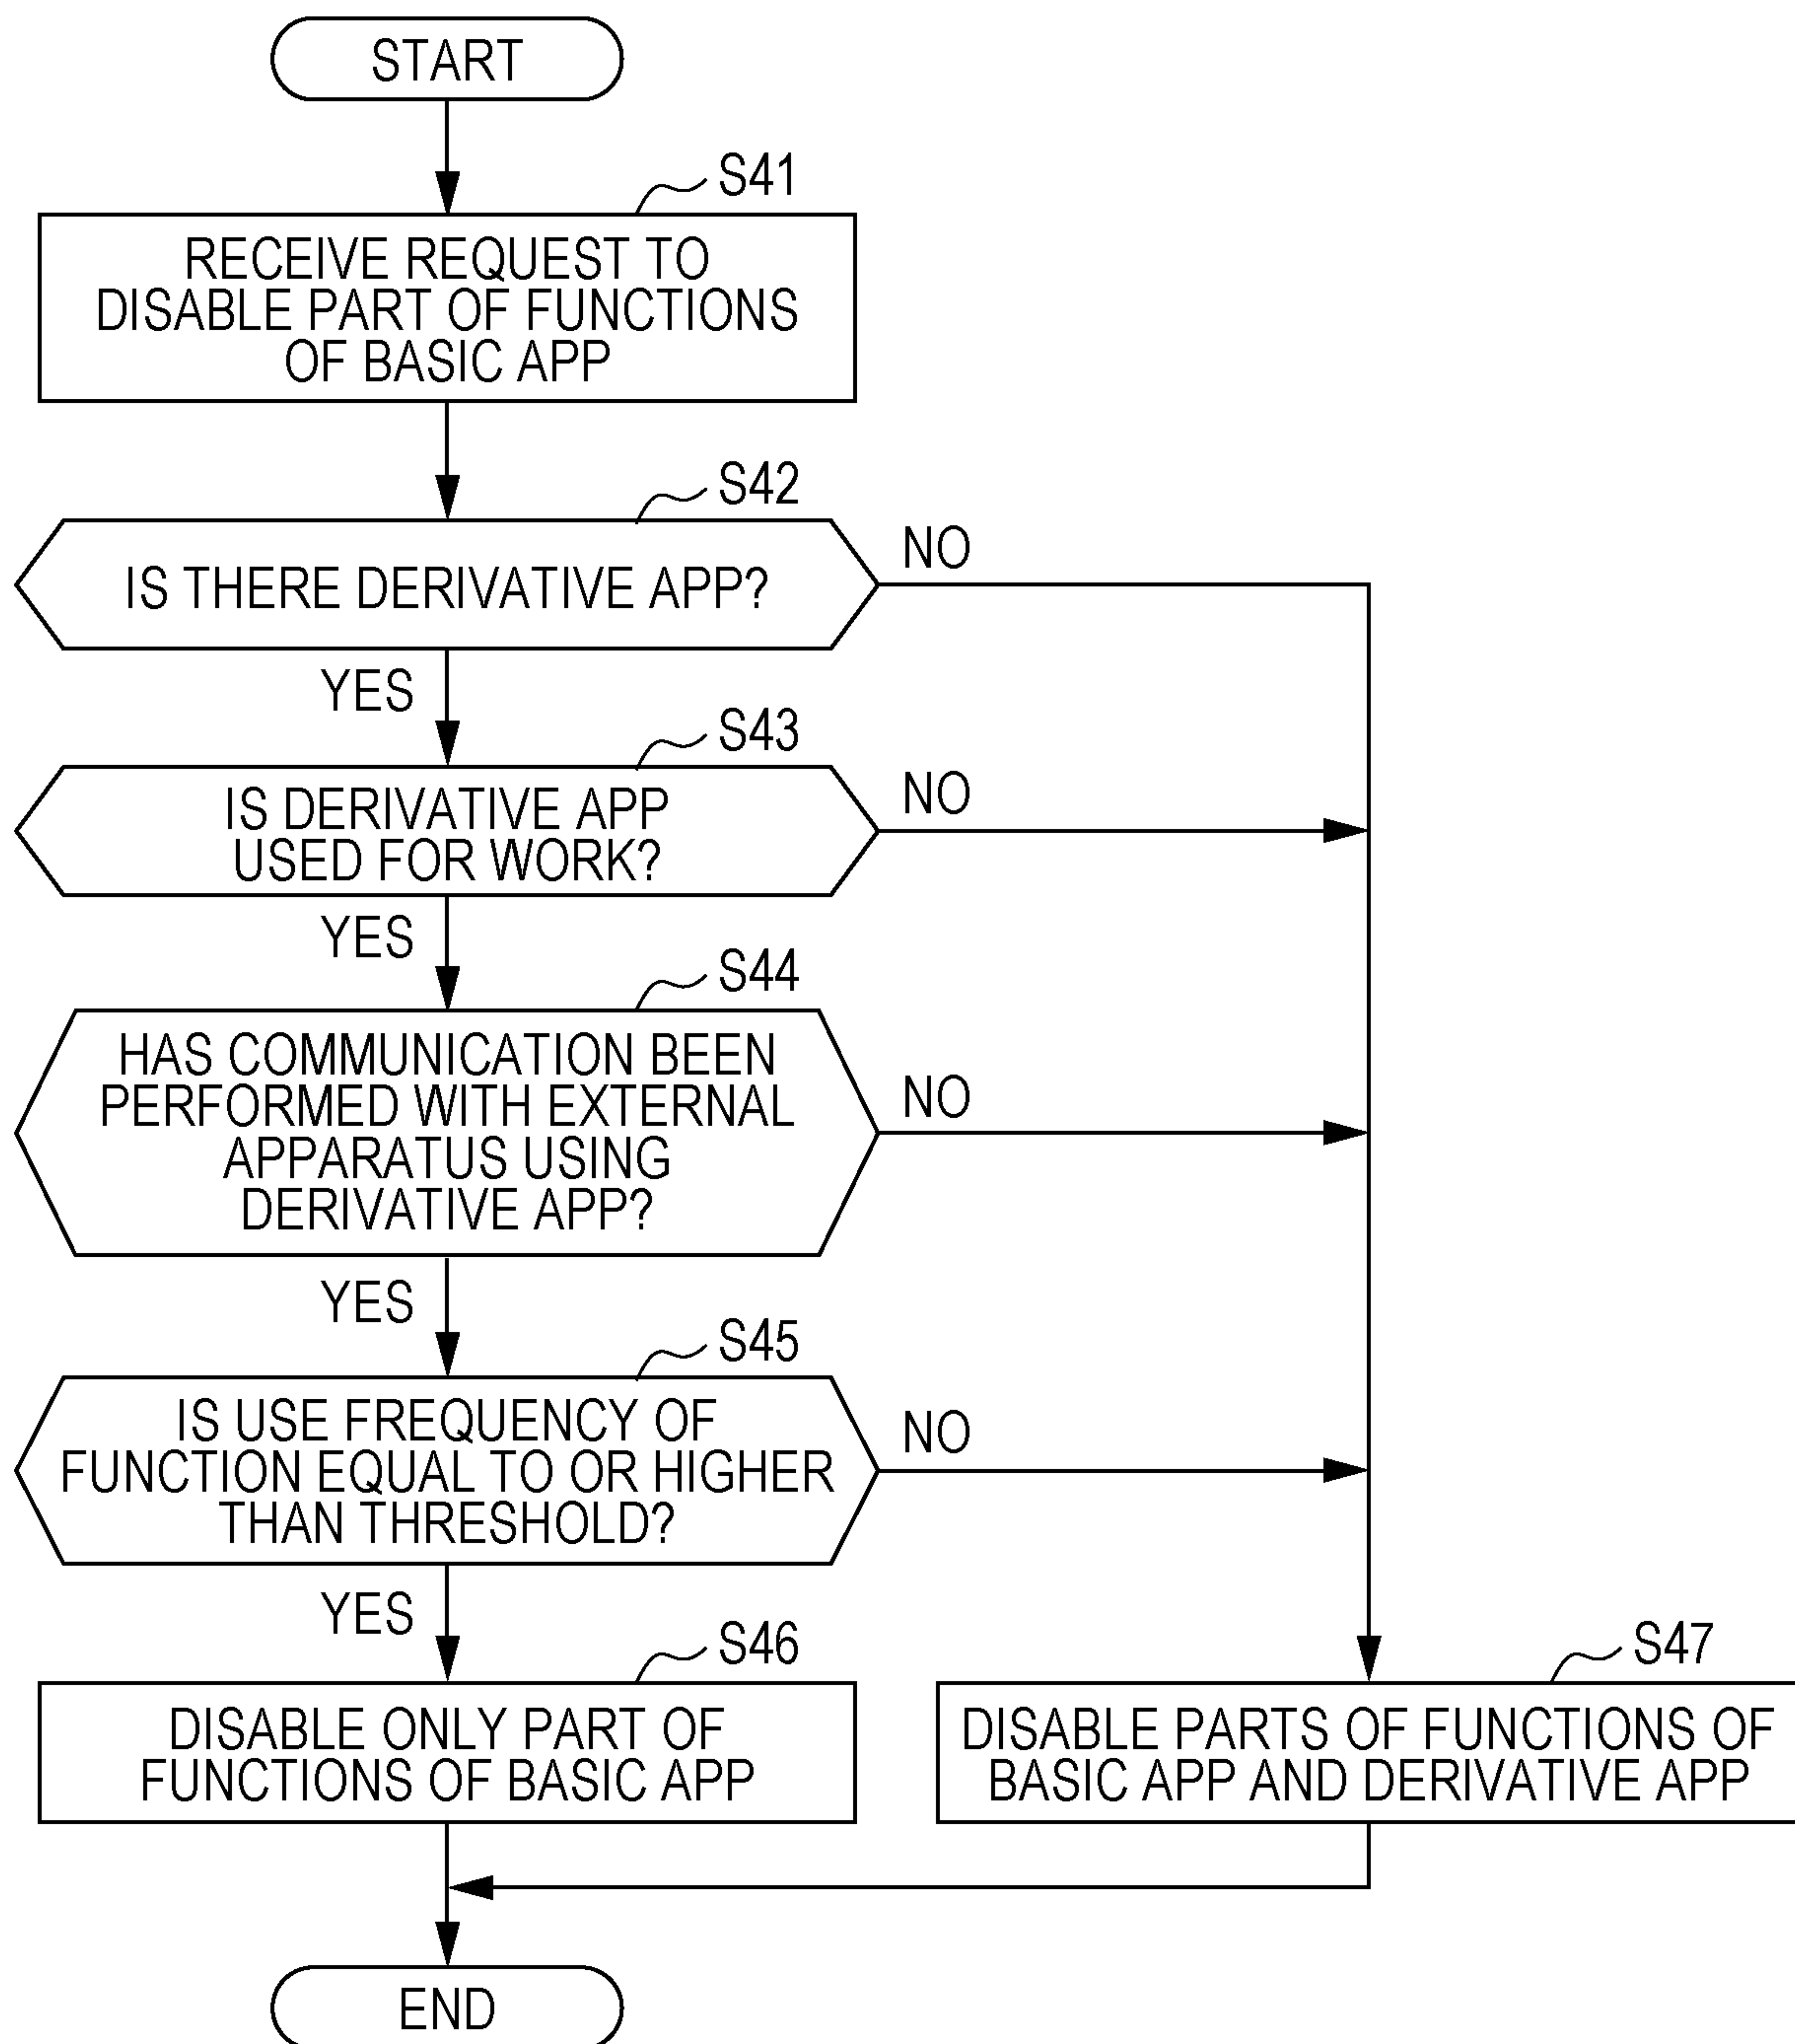 START
S41
RECEIVE REQUEST TO
DISABLE PART OF FUNCTIONS
OF BASIC APP
S42
IS THERE DERIVATIVE APP?
NO
YES
S43
IS DERIVATIVE APP
USED FOR WORK?
NO
YES
S44
HAS COMMUNICATION BEEN
PERFORMED WITH EXTERNAL
APPARATUS USING
DERIVATIVE APP?
NO
YES
S45
IS USE FREQUENCY OF
FUNCTION EQUAL TO OR HIGHER
THAN THRESHOLD?
NO
YES
S46
DISABLE ONLY PART OF
FUNCTIONS OF BASIC APP
S47
DISABLE PARTS OF FUNCTIONS OF
BASIC APP AND DERIVATIVE APP
END